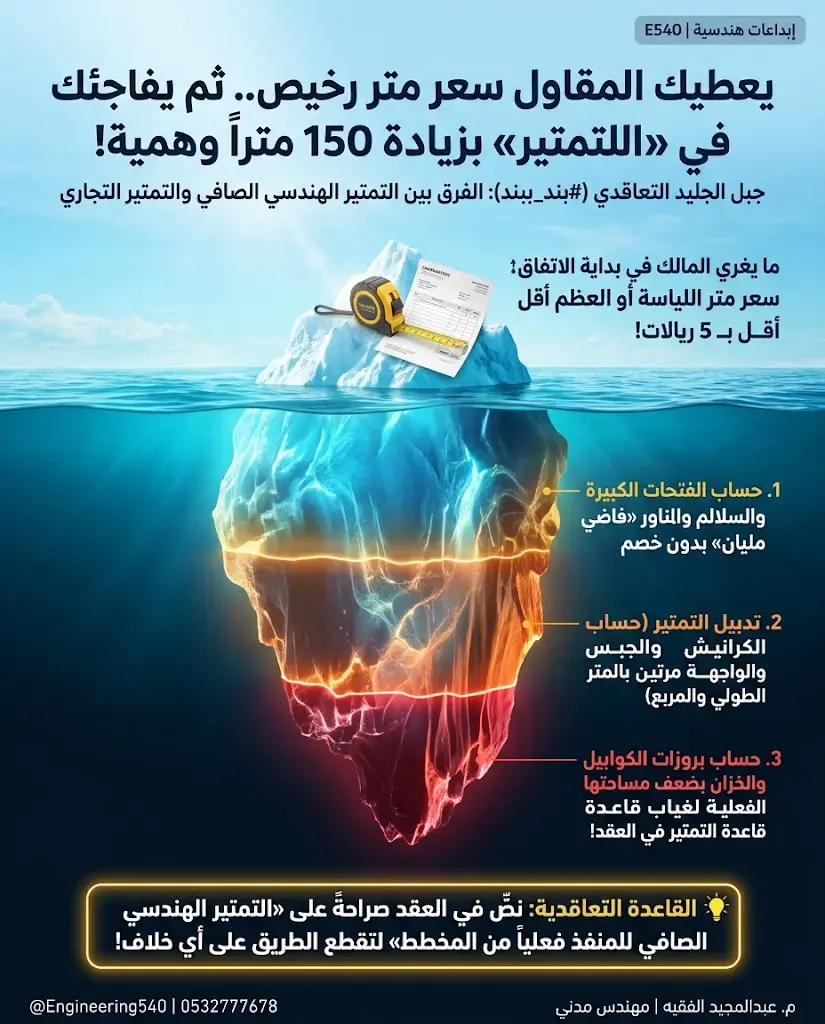 إبداعات هندسية | E540
يعطيك المقاول سعر متر رخيص.. ثم يفاجئك
في «اللتمتير» بزيادة 150 متراً وهمية!
جبل الجليد التعاقدي (#بند_ببند): الفرق بين التمتير الهندسي الصافي والتمتير التجاري
ما يغري المالك في بداية الاتفاق:
سعر متر اللياسة أو العظم أقل
أقـل بـ 5 ريالات!
1. حساب الفتحات الكبيرة
والسلالم والمناور «فاضي
مليان» بدون خصم
2. تدبيل التمتير (حساب
الكرانيش والجبس
والواجهة مرتين بالمتر
الطولي والمربع)
3. حساب بروزات الكوابيل
والخزان بضعف مساحتها
الفعلية لغياب قاعدة
قاعدة التمتير في العقد!
القاعدة التعاقدية: نصّ في العقد صراحةً على «التمتير الهندسي
الصافي للمنفذ فعلياً من المخطط» لتقطع الطريق على أي خلاف!
م. عبدالمجيد الفقيه | مهندس مدني
@Engineering540 | 0532777678